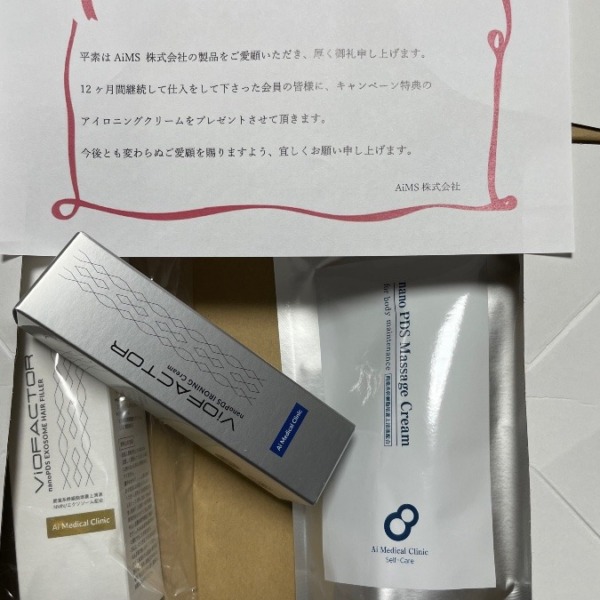 平素は AiMS 株式会社の製品をご愛顧いただき、厚く御礼申し上げます。
12ヶ月間継続して仕入をして下さった会員の皆様に、キャンペーン特典の
アイロニングクリームをプレゼントさせて頂きます。
今後とも変わらぬご愛顧を賜りますよう、宜しくお願い申し上げます。
AiMS 株式会社
ViOFACTOR
nanoPDS EXOSOME HAIR FILLER
Ai Medical Clinic
ViOFACTOR
nanoPDS IRONING Cream
Ai Medical Clinic
nano PDS Massage Cream
for body maintenance
Ai Medical Clinic
Self-Care